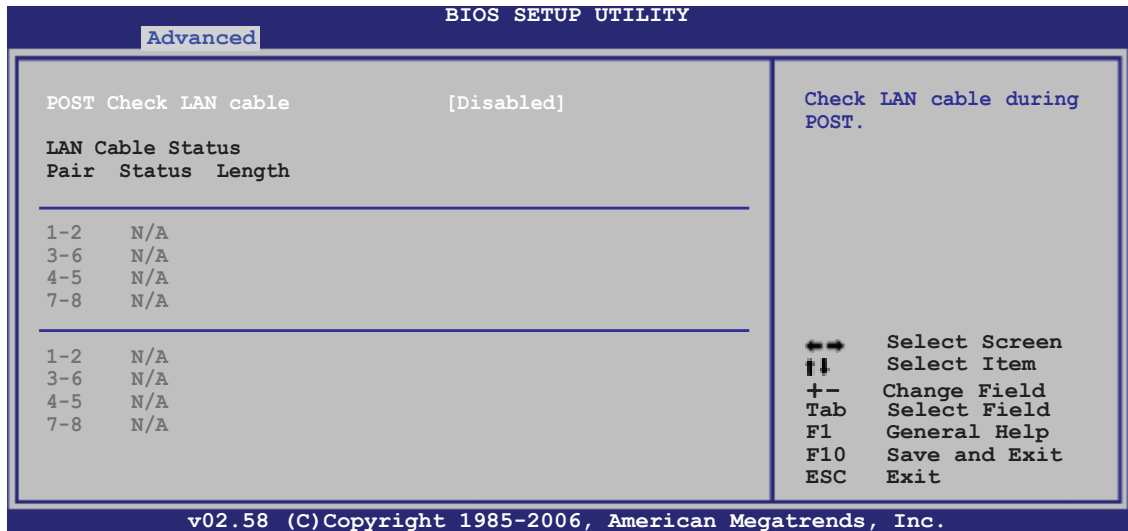 BIOS SETUP UTILITY
Advanced
POST Check LAN cable [Disabled]
LAN Cable Status
Pair Status Length
1-2 N/A
3-6 N/A
4-5 N/A
7-8 N/A
1-2 N/A
3-6 N/A
4-5 N/A
7-8 N/A
Check LAN cable during
POST.
←→ Select Screen
↑↓ Select Item
+- Change Field
Tab Select Field
F1 General Help
F10 Save and Exit
ESC Exit
v02.58 (C)Copyright 1985-2006, American Megatrends, Inc.